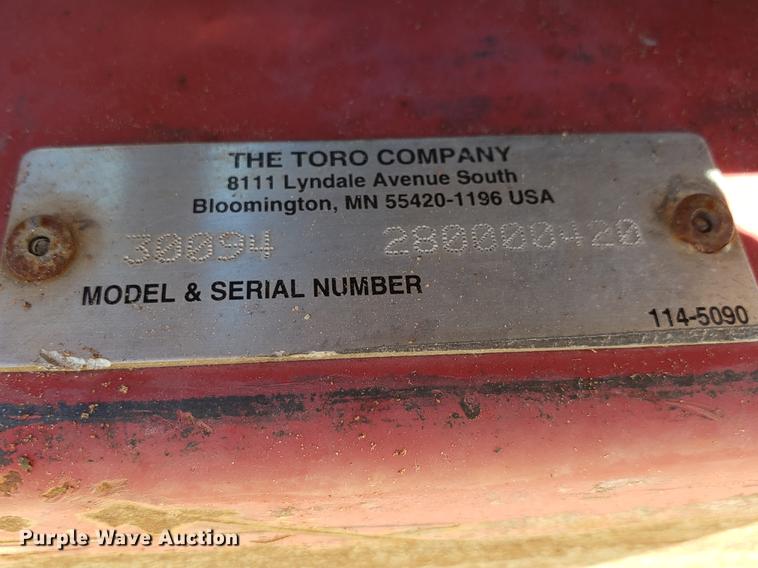 THE TORO COMPANY
8111 Lyndale Avenue South
Bloomington, MN 55420-1196 USA
30094 280000420
MODEL & SERIAL NUMBER
114-5090
Purple Wave Auction